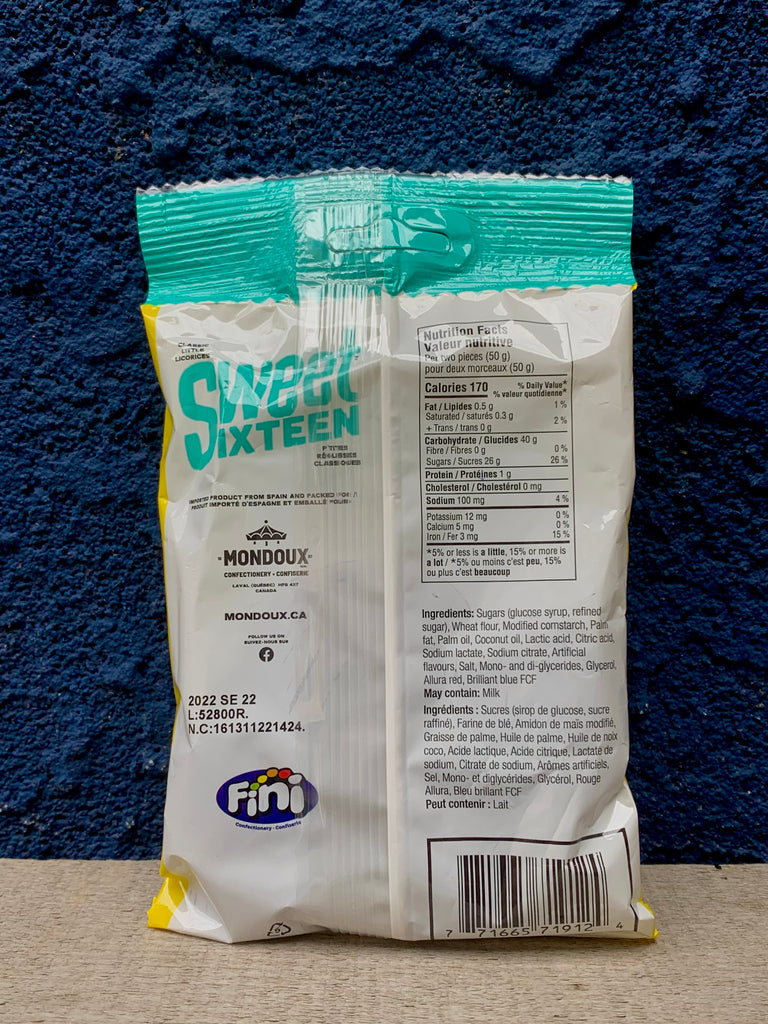 CLASSIC
LITTLE
LICORICES
Sweet
SIXTEEN
P'TITES
RÉGLISSES
CLASSIQUES
IMPORTED PRODUCT FROM SPAIN AND PACKED FOR /
PRODUIT IMPORTÉ D'ESPAGNE ET EMBALLÉ POUR:
MONDOUX
CONFECTIONERY • CONFISERIE
LAVAL (QUÉBEC) H7S 4X7
CANADA
MONDOUX.CA
FOLLOW US ON
SUIVEZ-NOUS SUR
2022 SE 22
L:52800R.
N.C:161311221424.
Fini
Confectionery • Confiserie
Nutrition Facts
Valeur nutritive
Per two pieces (50 g)
pour deux morceaux (50 g)
Calories 170 % Daily Value*
% valeur quotidienne*
Fat / Lipides 0.5 g 1 %
Saturated / saturés 0.3 g
+ Trans / trans 0 g 2 %
Carbohydrate / Glucides 40 g
Fibre / Fibres 0 g 0 %
Sugars / Sucres 26 g 26 %
Protein / Protéines 1 g
Cholesterol / Cholestérol 0 mg
Sodium 100 mg 4 %
Potassium 12 mg 0 %
Calcium 5 mg 0 %
Iron / Fer 3 mg 15 %
*5% or less is a little, 15% or more is
a lot / *5% ou moins c'est peu, 15%
ou plus c'est beaucoup
Ingredients: Sugars (glucose syrup, refined
sugar), Wheat flour, Modified cornstarch, Palm
fat, Palm oil, Coconut oil, Lactic acid, Citric acid,
Sodium lactate, Sodium citrate, Artificial
flavours, Salt, Mono- and di-glycerides, Glycerol,
Allura red, Brilliant blue FCF
May contain: Milk
Ingrédients : Sucres (sirop de glucose, sucre
raffiné), Farine de blé, Amidon de maïs modifié,
Graisse de palme, Huile de palme, Huile de noix
coco, Acide lactique, Acide citrique, Lactate de
sodium, Citrate de sodium, Arômes artificiels,
Sel, Mono- et diglycérides, Glycérol, Rouge
Allura, Bleu brillant FCF
Peut contenir : Lait
7 71665 71912 4